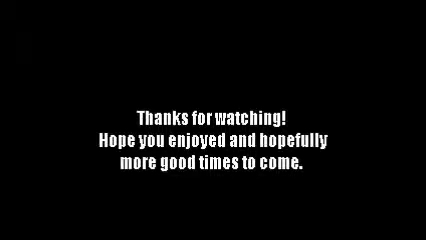 Thanks for watching!
Hope you enjoyed and hopefully
more good times to come.